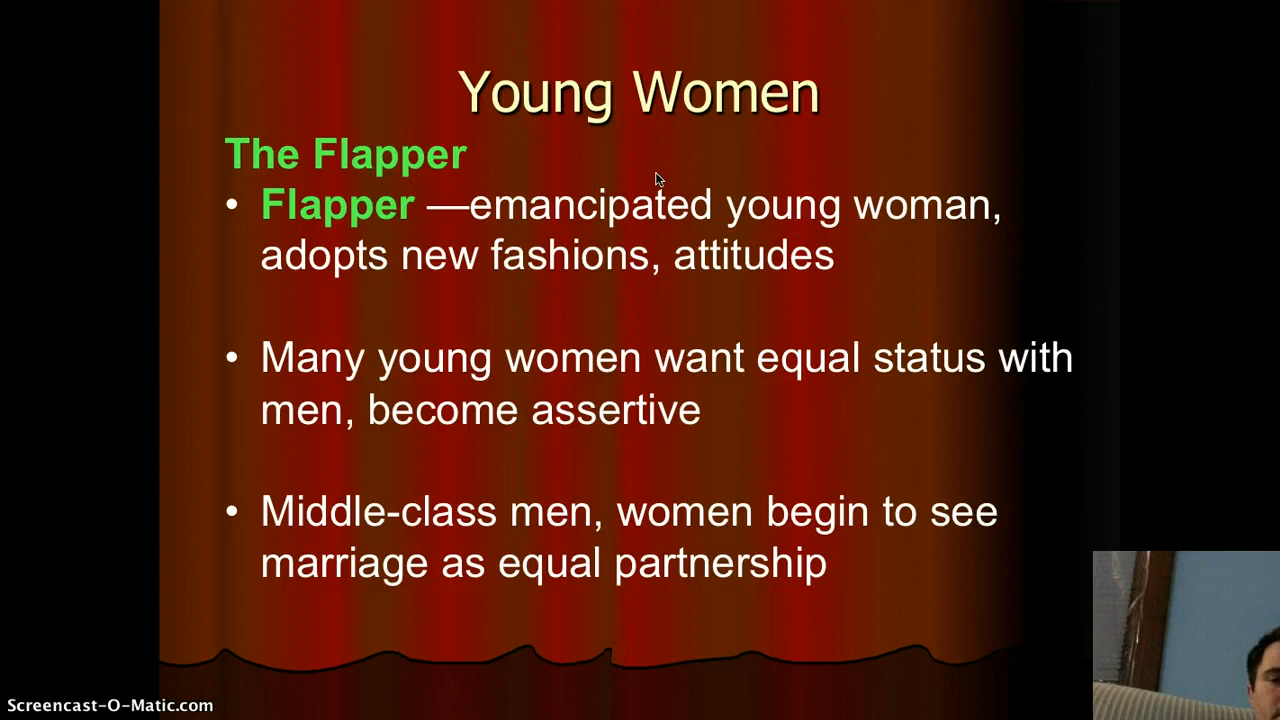 Young Women
The Flapper
• Flapper —emancipated young woman,
adopts new fashions, attitudes
• Many young women want equal status with
men, become assertive
• Middle-class men, women begin to see
marriage as equal partnership
Screencast-O-Matic.com